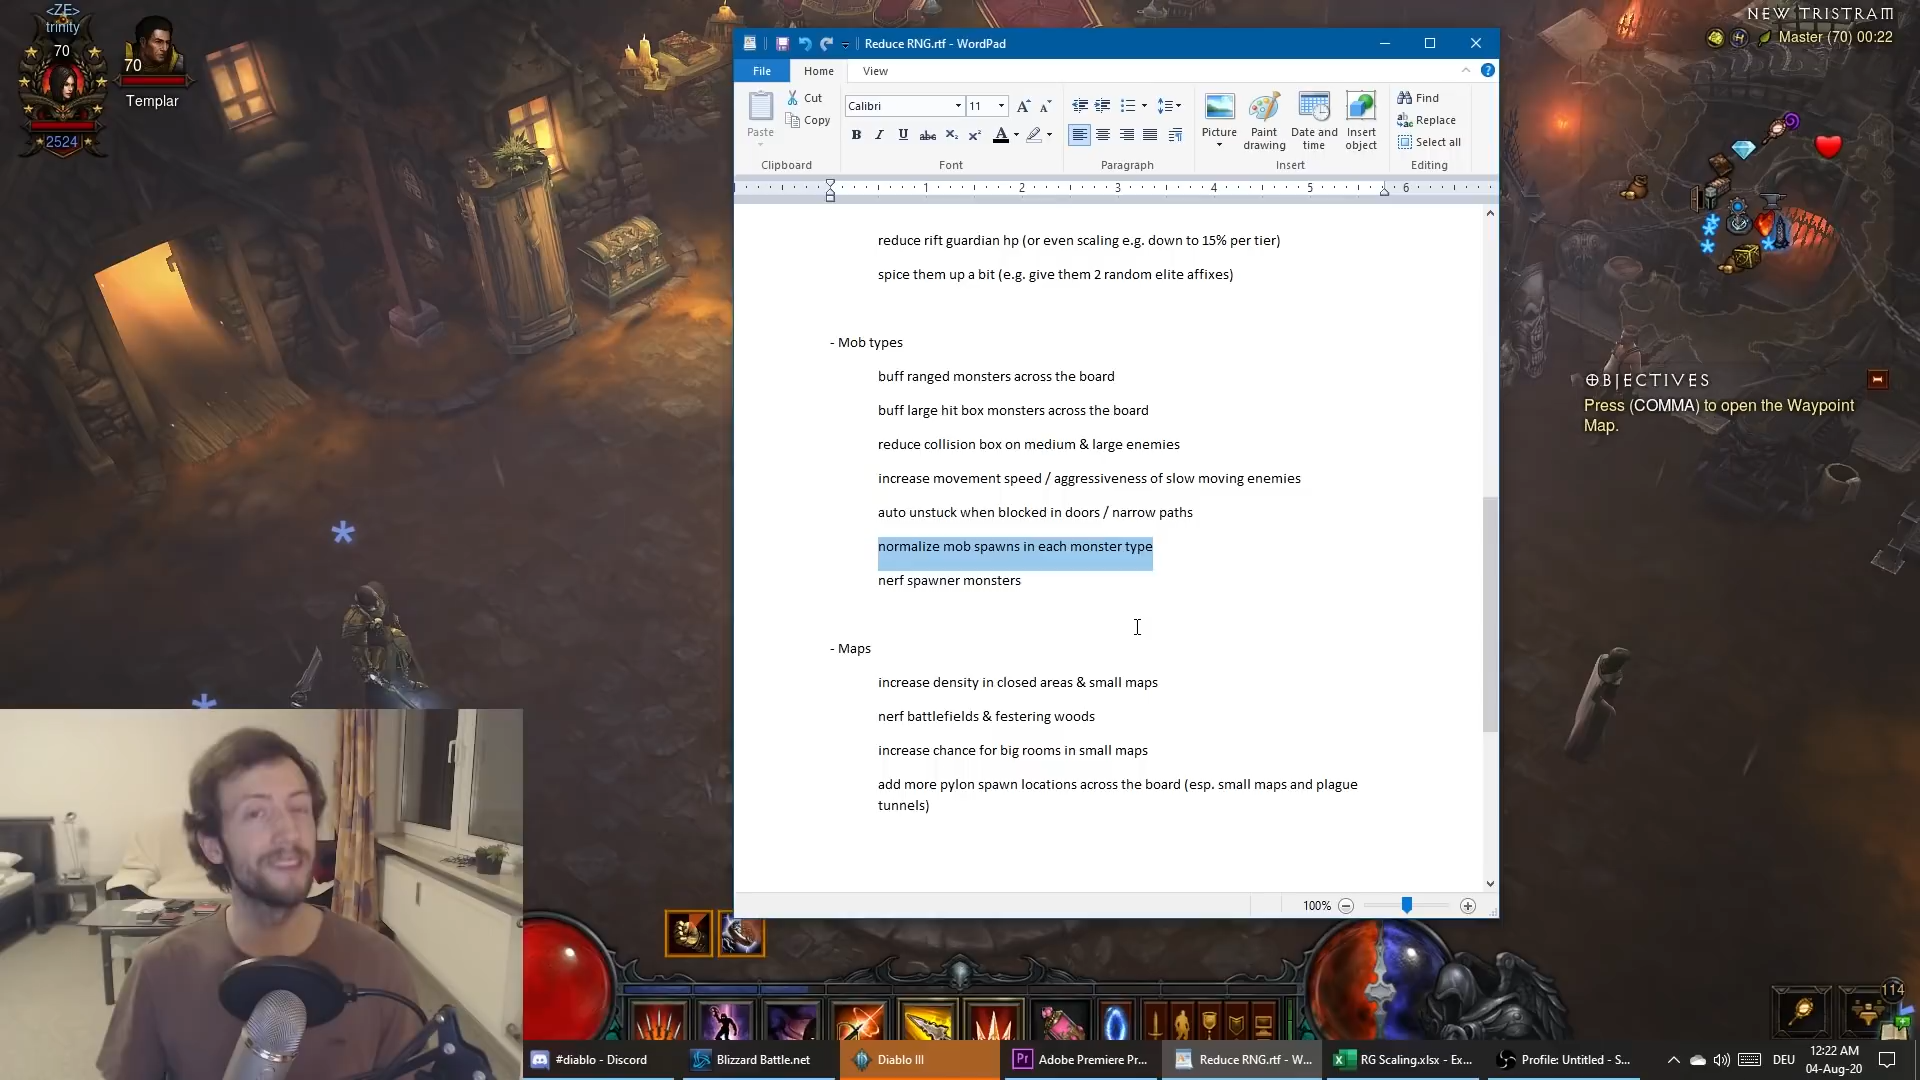 <ZE>
trinity
70
70
Templar
2524
NEW TRISTRAM
Master (70) 00:22
OBJECTIVES
Press (COMMA) to open the Waypoint
Map.
Reduce RNG.rtf - WordPad
File Home View
Paste
Cut
Copy
Clipboard
Calibri 11
Font
Paragraph
Picture
Paint drawing
Date and time
Insert object
Insert
Find
Replace
Select all
Editing
1 2 3 4 5 6
reduce rift guardian hp (or even scaling e.g. down to 15% per tier)
spice them up a bit (e.g. give them 2 random elite affixes)
- Mob types
buff ranged monsters across the board
buff large hit box monsters across the board
reduce collision box on medium & large enemies
increase movement speed / aggressiveness of slow moving enemies
auto unstuck when blocked in doors / narrow paths
normalize mob spawns in each monster type
nerf spawner monsters
- Maps
increase density in closed areas & small maps
nerf battlefields & festering woods
increase chance for big rooms in small maps
add more pylon spawn locations across the board (esp. small maps and plague
tunnels)
100%
114
#diablo - Discord
Blizzard Battle.net
Diablo III
Adobe Premiere Pr...
Reduce RNG.rtf - W...
RG Scaling.xlsx - Ex...
Profile: Untitled - S...
DEU
12:22 AM
04-Aug-20